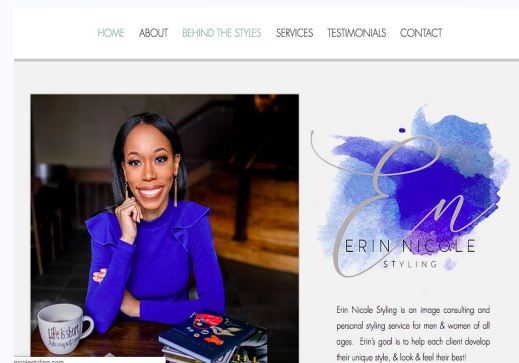 HOME ABOUT BEHIND THE STYLES SERVICES TESTIMONIALS CONTACT
En
ERIN NICOLE
STYLING
Life is short
Erin Nicole Styling is an image consulting and
personal styling service for men & women of all
ages. Erin's goal is to help each client develop
their unique style, & look & feel their best!
nicolestyling.com